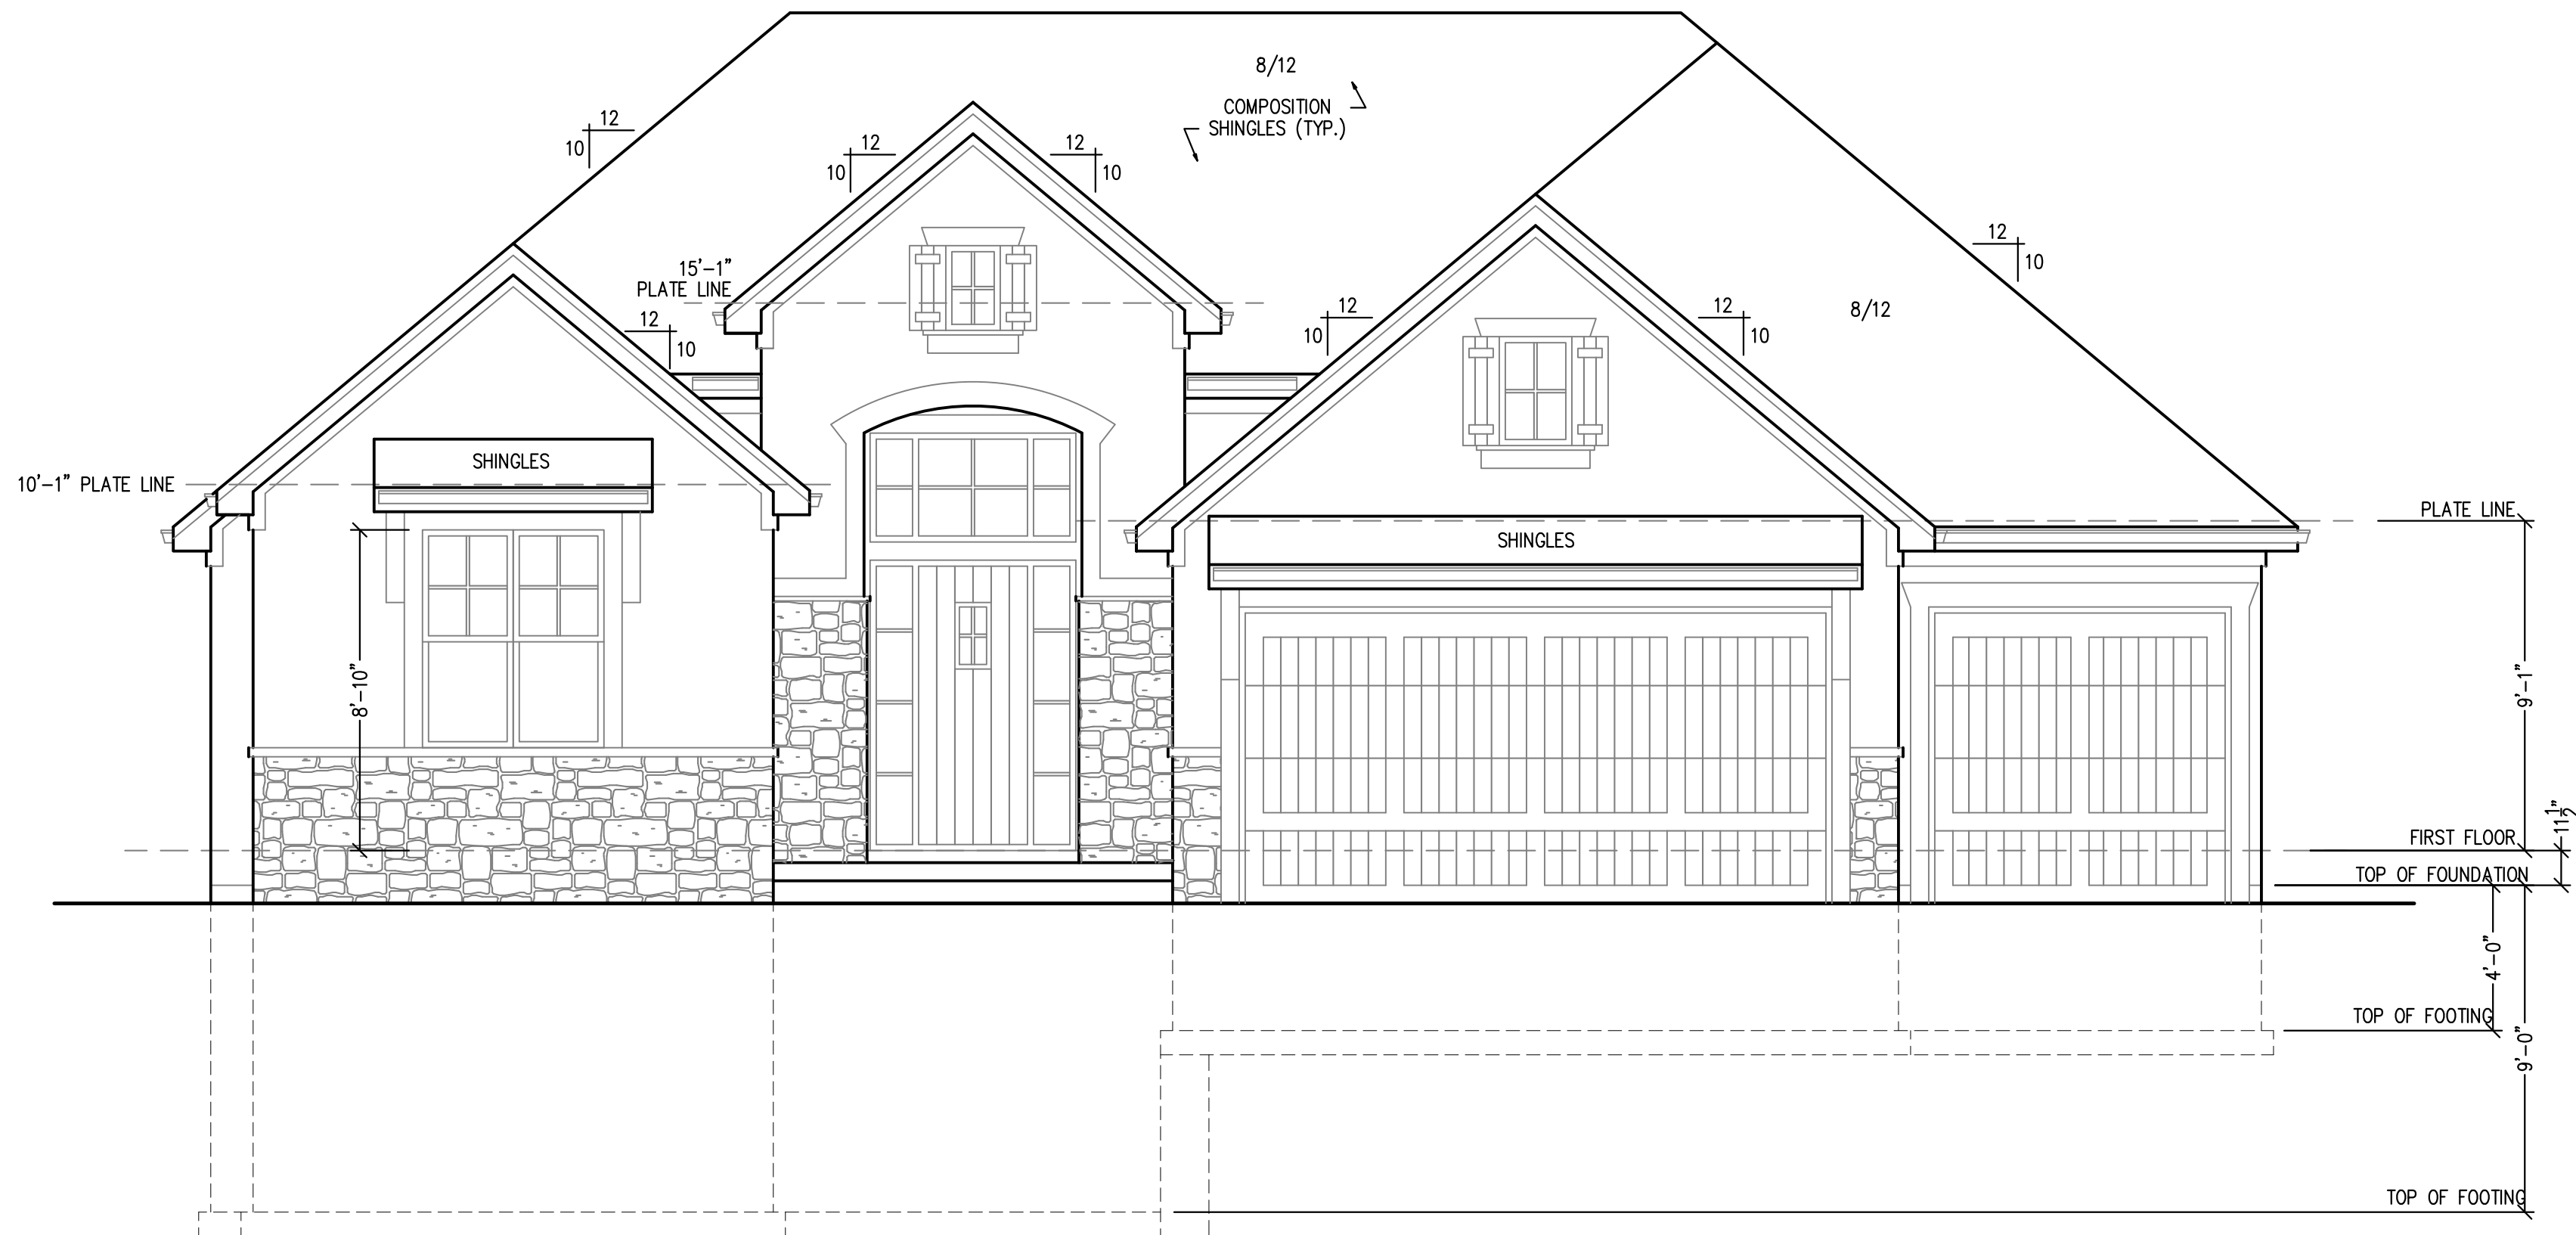 8/12
COMPOSITION
SHINGLES (TYP.)
12
10
12
10
12
10
12
10
15'-1"
PLATE LINE
8/12
12
10
12
10
12
10
SHINGLES
10'-1" PLATE LINE
PLATE LINE
SHINGLES
8'-10"
9'-1"
11 1/2"
FIRST FLOOR
TOP OF FOUNDATION
4'-0"
TOP OF FOOTING
9'-0"
TOP OF FOOTING